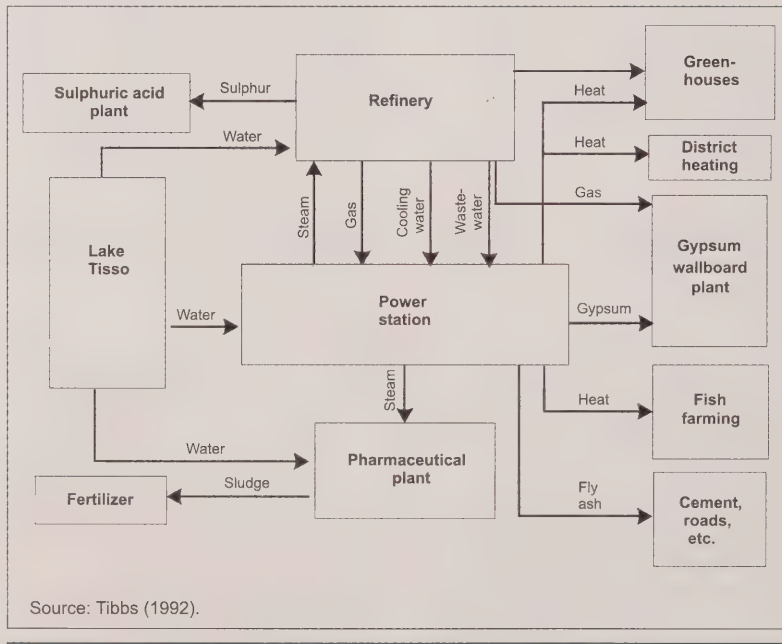 Green-
houses
Refinery
Sulphur
Sulphuric acid
plant
Heat
Water
Heat
District
heating
Steam
Gas
Cooling
water
Waste-
water
Gas
Lake
Tisso
Gypsum
wallboard
plant
Power
station
Water
Gypsum
Steam
Heat
Fish
farming
Water
Pharmaceutical
plant
Sludge
Fertilizer
Fly
ash
Cement,
roads,
etc.
Source: Tibbs (1992).